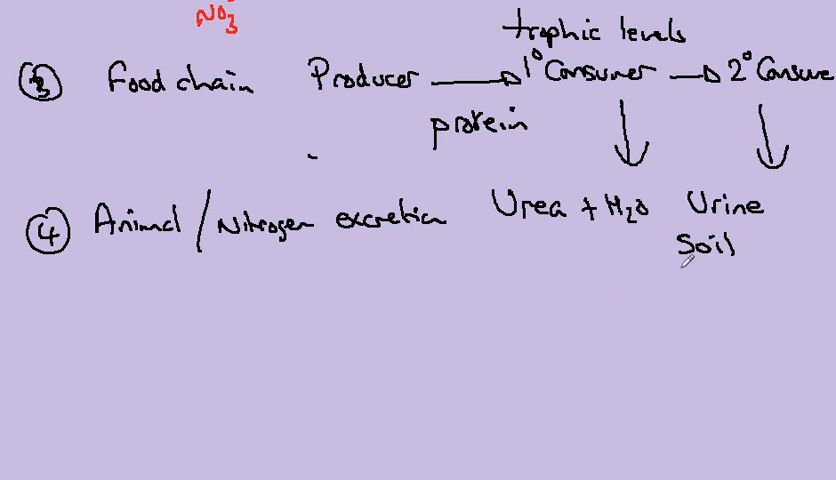 NO3
trophic levels
③ Food chain Producer → 1° Consumer → 2° Consume
protein
④ Animal / Nitrogen excretion Urea + H2O Urine
Soil